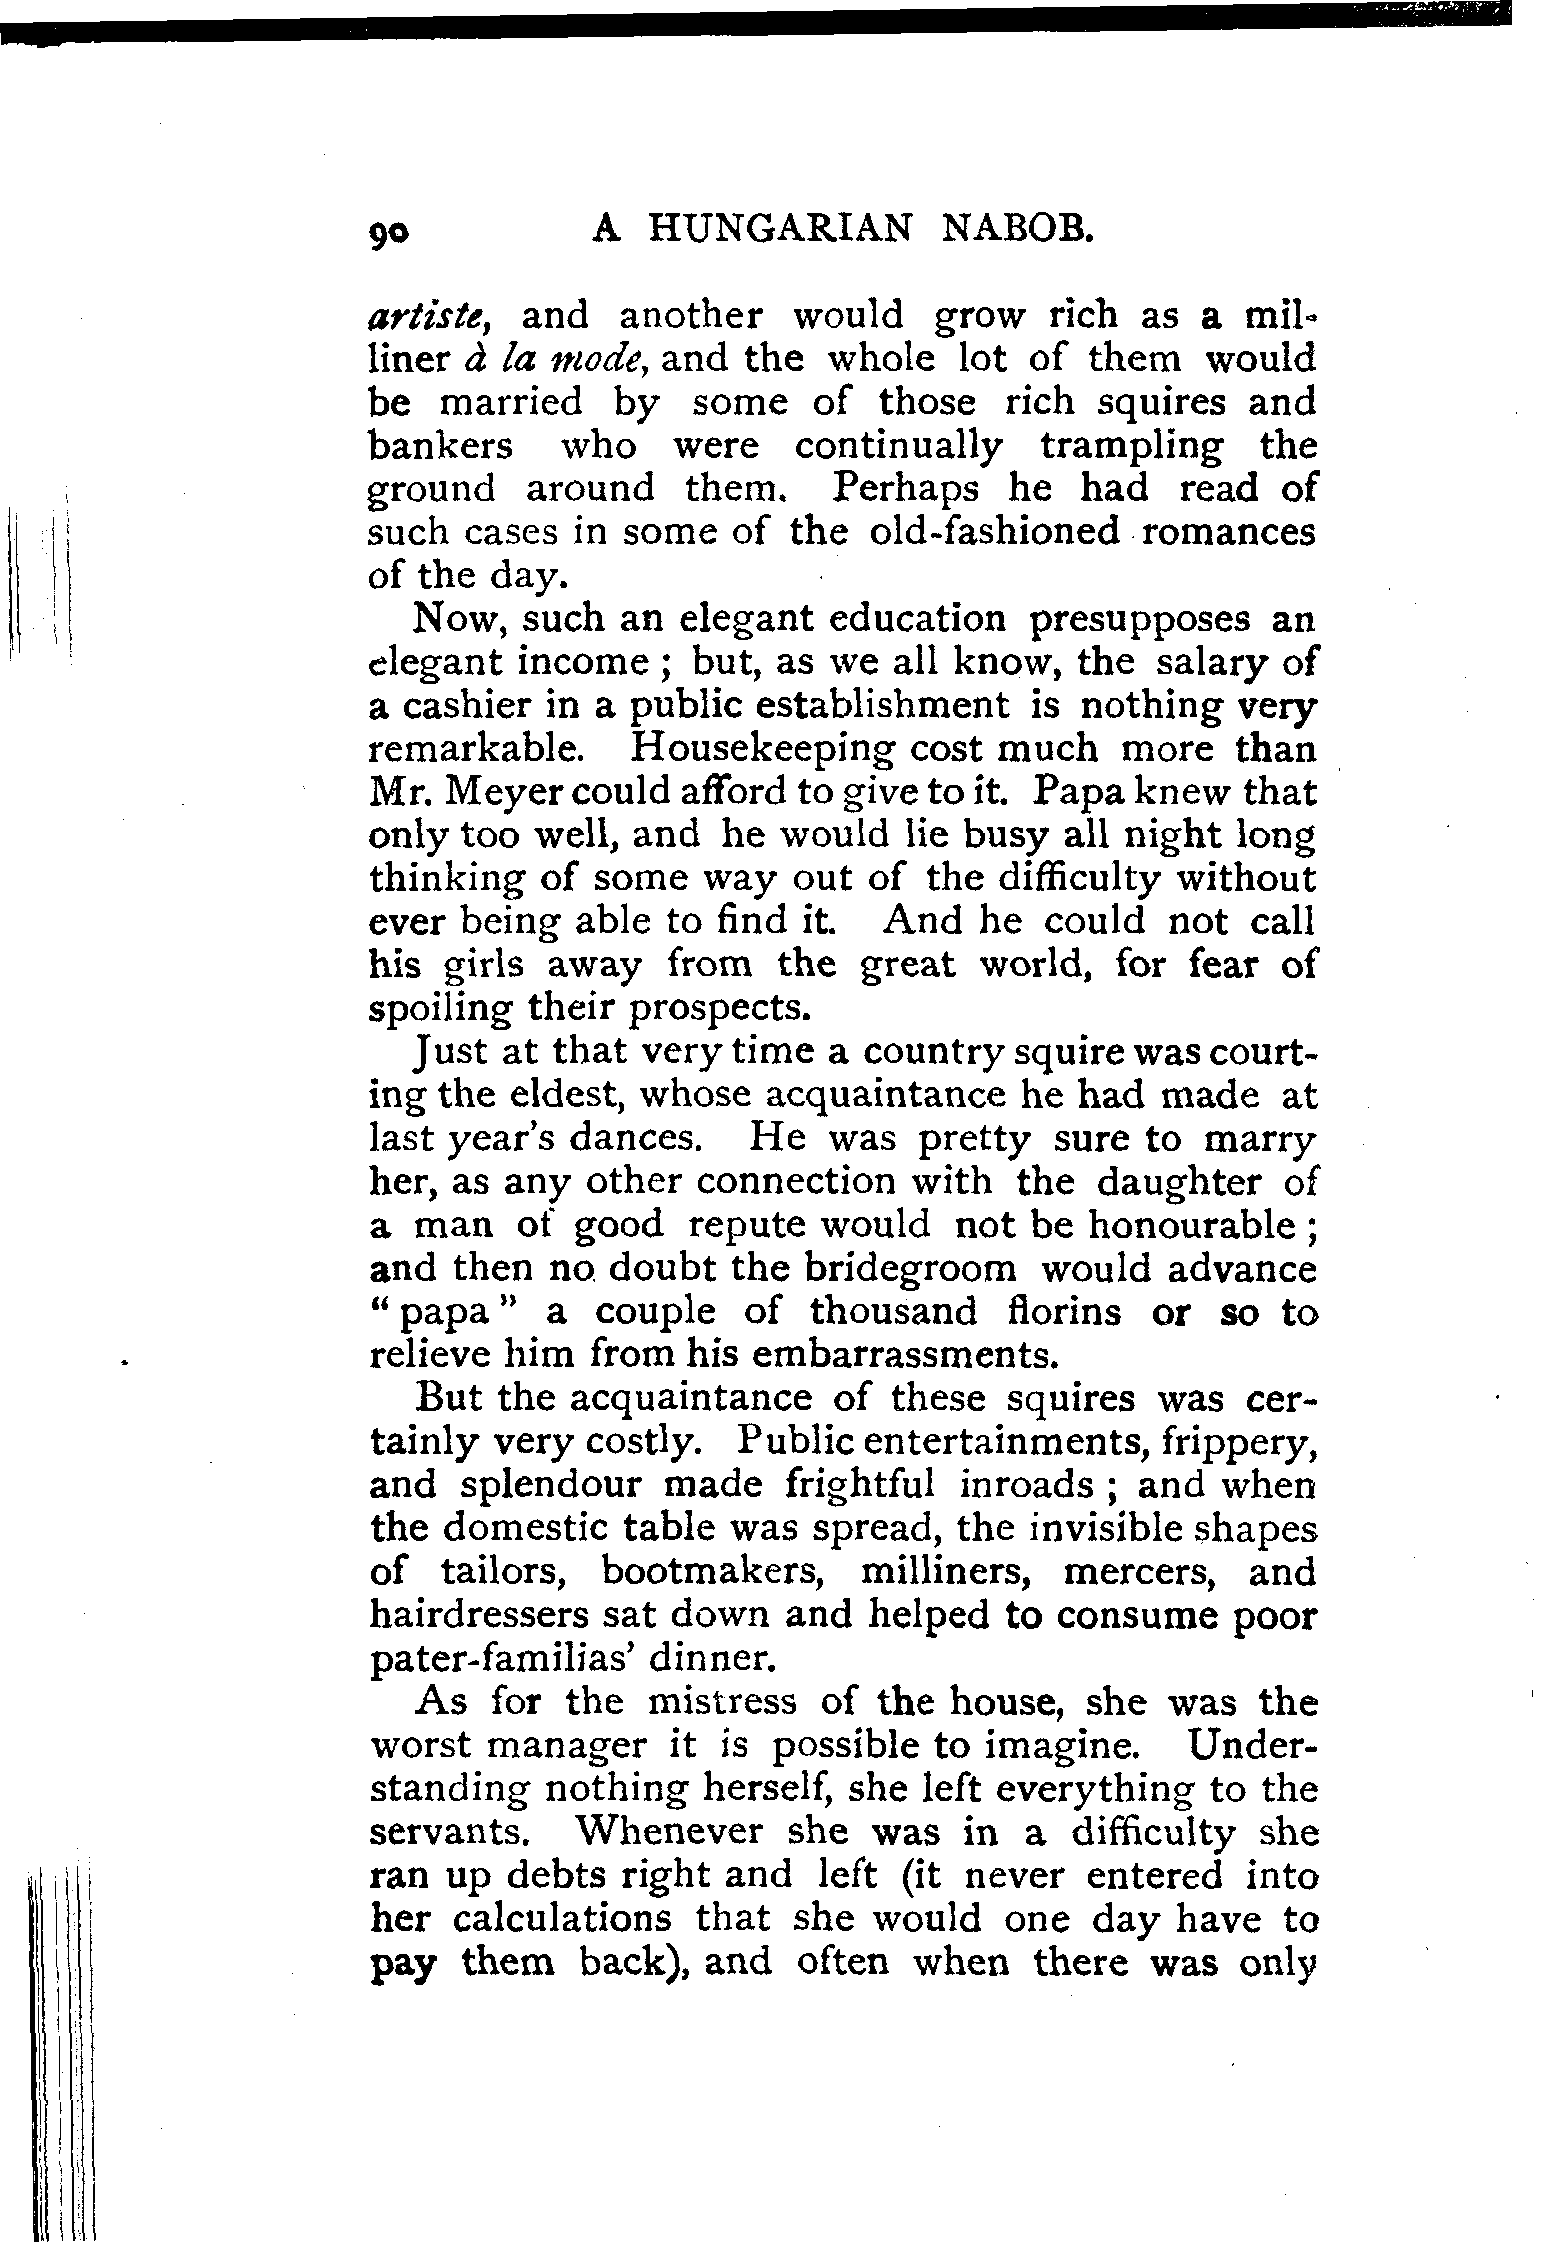 90 A HUNGARIAN NABOB.
artiste, and another would grow rich as a mil-
liner à la mode, and the whole lot of them would
be married by some of those rich squires and
bankers who were continually trampling the
ground around them. Perhaps he had read of
such cases in some of the old-fashioned romances
of the day.
Now, such an elegant education presupposes an
elegant income ; but, as we all know, the salary of
a cashier in a public establishment is nothing very
remarkable. Housekeeping cost much more than
Mr. Meyer could afford to give to it. Papa knew that
only too well, and he would lie busy all night long
thinking of some way out of the difficulty without
ever being able to find it. And he could not call
his girls away from the great world, for fear of
spoiling their prospects.
Just at that very time a country squire was court-
ing the eldest, whose acquaintance he had made at
last year's dances. He was pretty sure to marry
her, as any other connection with the daughter of
a man of good repute would not be honourable ;
and then no doubt the bridegroom would advance
" papa " a couple of thousand florins or so to
relieve him from his embarrassments.
But the acquaintance of these squires was cer-
tainly very costly. Public entertainments, frippery,
and splendour made frightful inroads ; and when
the domestic table was spread, the invisible shapes
of tailors, bootmakers, milliners, mercers, and
hairdressers sat down and helped to consume poor
pater-familias' dinner.
As for the mistress of the house, she was the
worst manager it is possible to imagine. Under-
standing nothing herself, she left everything to the
servants. Whenever she was in a difficulty she
ran up debts right and left (it never entered into
her calculations that she would one day have to
pay them back), and often when there was only